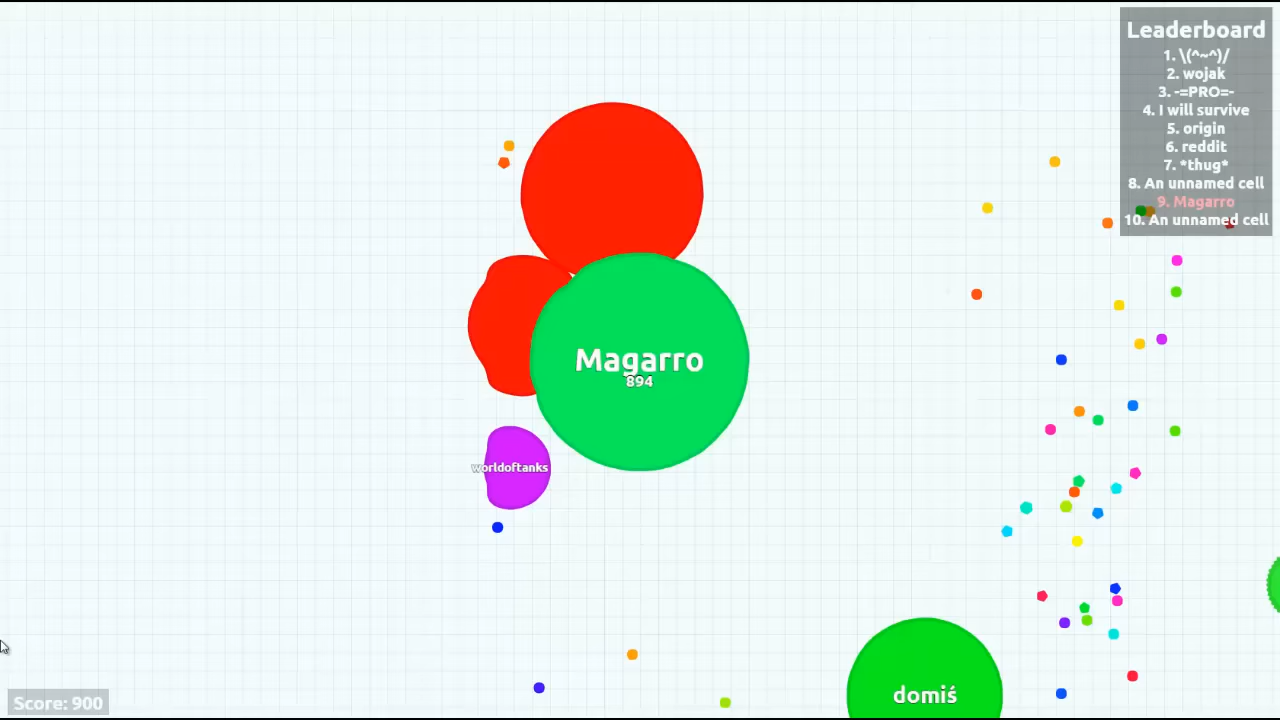 Leaderboard
1. \(^~^)/
2. wojak
3. -=PRO=-
4. I will survive
5. origin
6. reddit
7. *thug*
8. An unnamed cell
9. Magarro
10. An unnamed cell
Magarro
894
worldoftanks
domiś
Score: 900